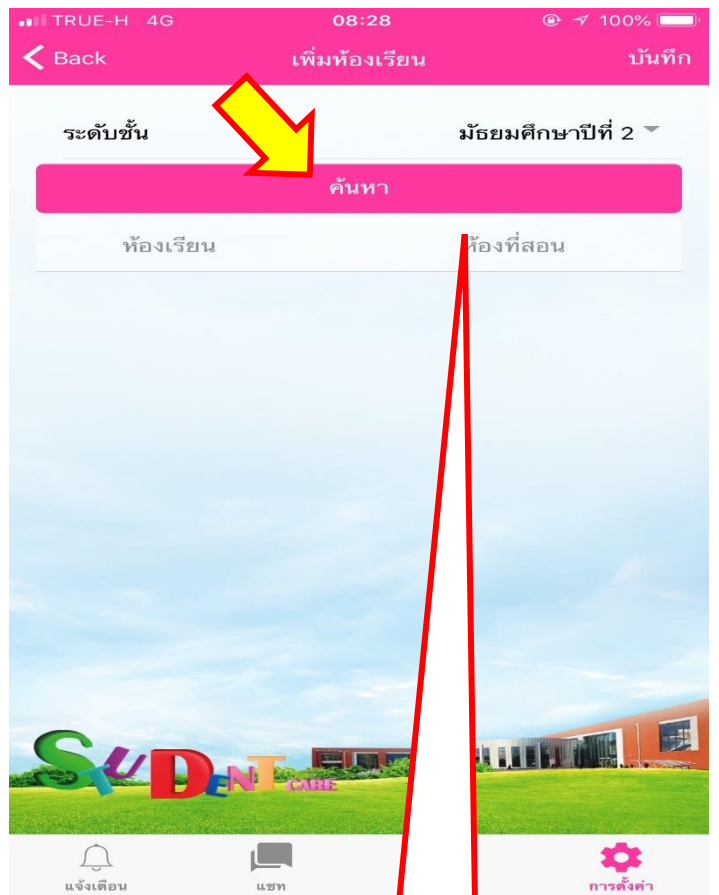 TRUE-H 4G 08:28 100%
Back เพิ่มห้องเรียน บันทึก
ระดับชั้น มัธยมศึกษาปีที่ 2
ค้นหา
ห้องเรียน ห้องที่สอน
STUDENT CARE
แจ้งเตือน แชท การตั้งค่า